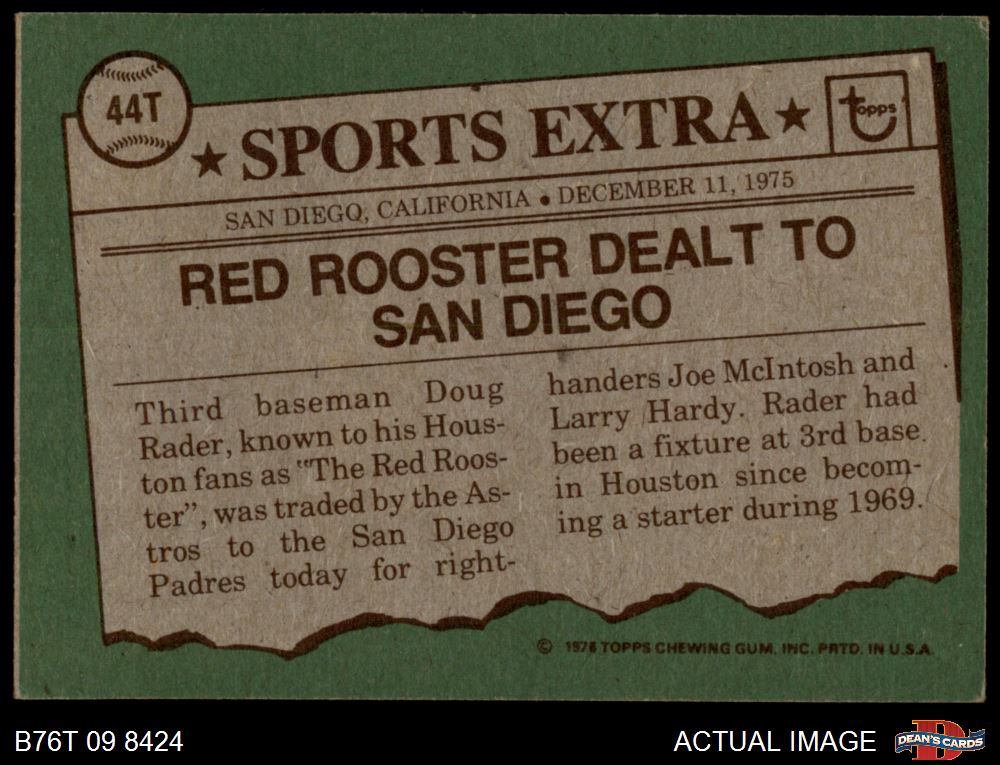 44T
★ SPORTS EXTRA ★
Topps
SAN DIEGO, CALIFORNIA • DECEMBER 11, 1975
RED ROOSTER DEALT TO
SAN DIEGO
Third baseman Doug
Rader, known to his Hous-
ton fans as "The Red Roos-
ter", was traded by the As-
tros to the San Diego
Padres today for right-
handers Joe McIntosh and
Larry Hardy. Rader had
been a fixture at 3rd base
in Houston since becom-
ing a starter during 1969.
© 1976 TOPPS CHEWING GUM, INC. PRTD. IN U.S.A.
B76T 09 8424
ACTUAL IMAGE
D
DEAN'S CARDS